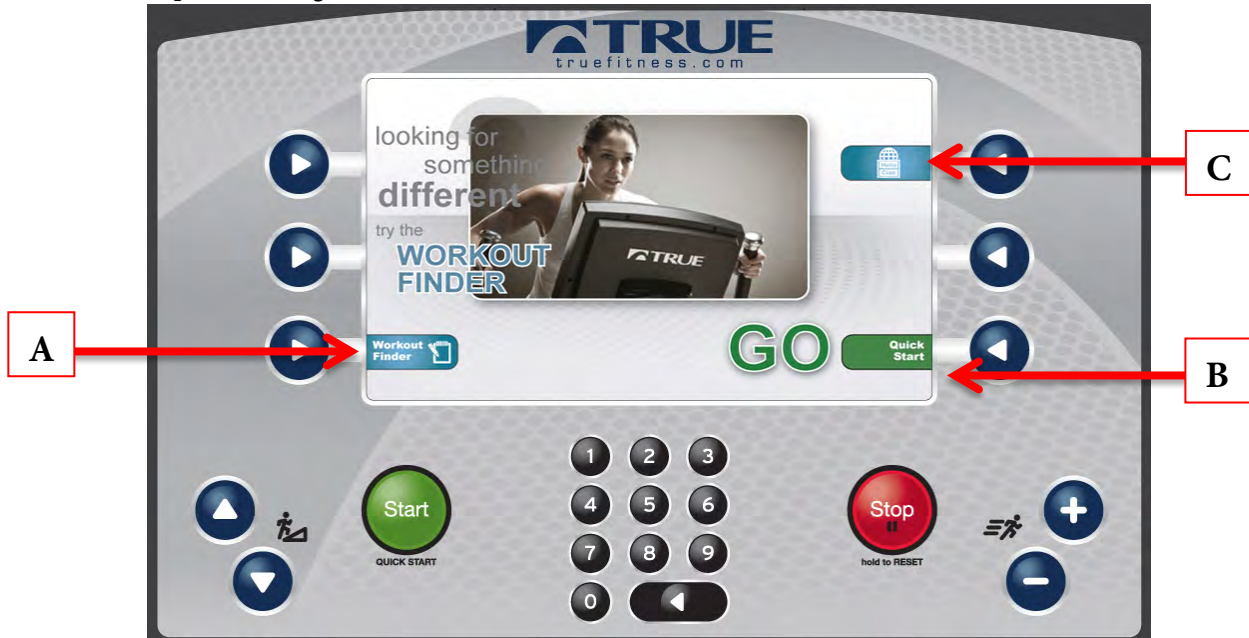 TRUE
truefitness.com
looking for
something
different
try the
WORKOUT
FINDER
TRUE
C
A
Workout
Finder
GO
Quick
Start
B
1 2 3
4 5 6
7 8 9
0
Start
QUICK START
Stop
hold to RESET